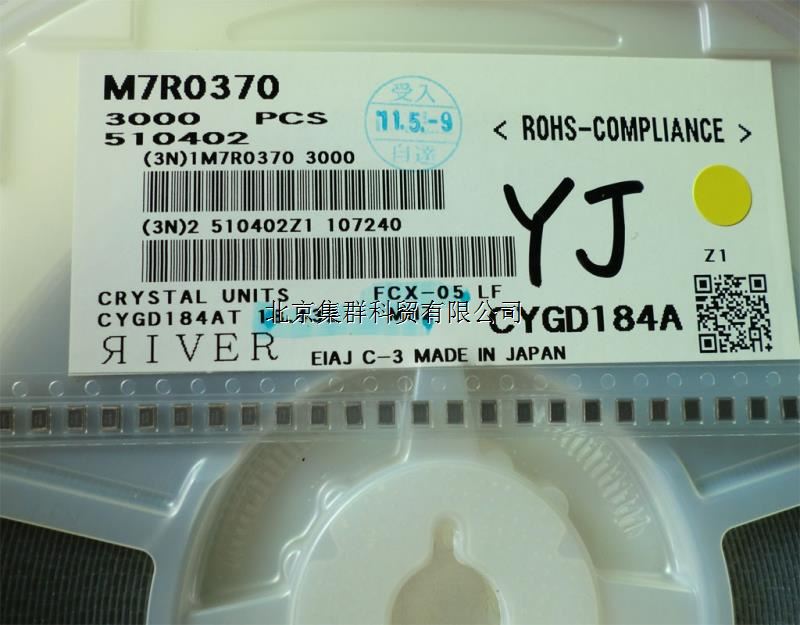 M7R0370
3000 PCS
510402
受入
11.5.-9
< ROHS-COMPLIANCE >
(3N)1M7R0370 3000
(3N)2 510402Z1 107240
YJ
Z1
CRYSTAL UNITS FCX-05 LF
CYGD184AT
CYGD184A
北京集群科贸有限公司
RIVER
EIAJ C-3 MADE IN JAPAN